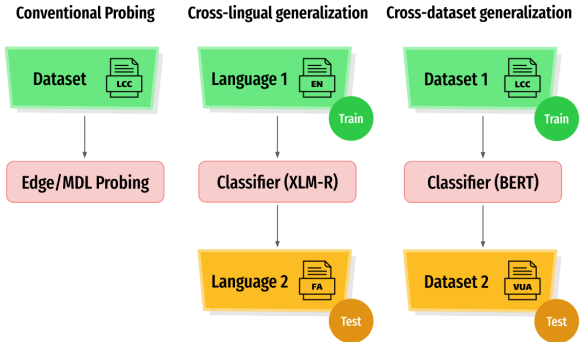 Conventional Probing
Dataset
LCC
Edge/MDL Probing
Cross-lingual generalization
Language 1
EN
Train
Classifier (XLM-R)
Language 2
FA
Test
Cross-dataset generalization
Dataset 1
LCC
Train
Classifier (BERT)
Dataset 2
VUA
Test